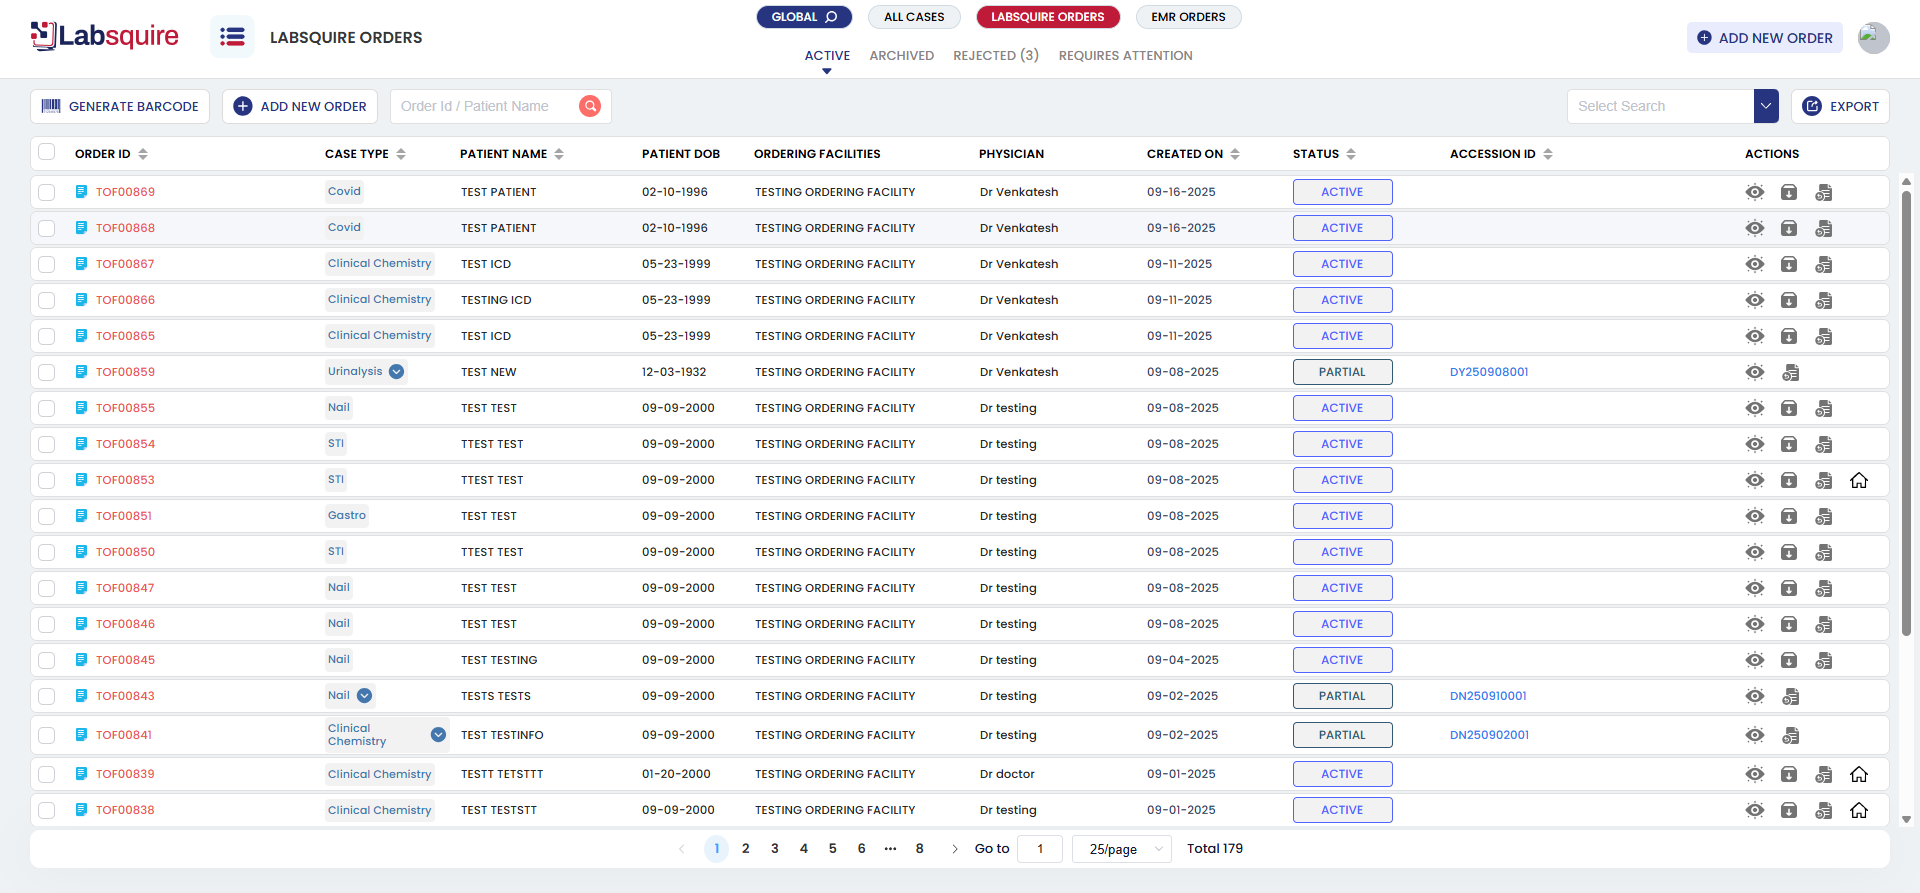 Labsquire
LABSQUIRE ORDERS
GLOBAL ALL CASES LABSQUIRE ORDERS EMR ORDERS
ACTIVE ARCHIVED REJECTED (3) REQUIRES ATTENTION
ADD NEW ORDER
GENERATE BARCODE ADD NEW ORDER Order Id / Patient Name Select Search EXPORT
ORDER ID CASE TYPE PATIENT NAME PATIENT DOB ORDERING FACILITIES PHYSICIAN CREATED ON STATUS ACCESSION ID ACTIONS
TOF00869 Covid TEST PATIENT 02-10-1996 TESTING ORDERING FACILITY Dr Venkatesh 09-16-2025 ACTIVE
TOF00868 Covid TEST PATIENT 02-10-1996 TESTING ORDERING FACILITY Dr Venkatesh 09-16-2025 ACTIVE
TOF00867 Clinical Chemistry TEST ICD 05-23-1999 TESTING ORDERING FACILITY Dr Venkatesh 09-11-2025 ACTIVE
TOF00866 Clinical Chemistry TESTING ICD 05-23-1999 TESTING ORDERING FACILITY Dr Venkatesh 09-11-2025 ACTIVE
TOF00865 Clinical Chemistry TEST ICD 05-23-1999 TESTING ORDERING FACILITY Dr Venkatesh 09-11-2025 ACTIVE
TOF00859 Urinalysis TEST NEW 12-03-1932 TESTING ORDERING FACILITY Dr Venkatesh 09-08-2025 PARTIAL DY250908001
TOF00855 Nail TEST TEST 09-09-2000 TESTING ORDERING FACILITY Dr testing 09-08-2025 ACTIVE
TOF00854 STI TTEST TEST 09-09-2000 TESTING ORDERING FACILITY Dr testing 09-08-2025 ACTIVE
TOF00853 STI TTEST TEST 09-09-2000 TESTING ORDERING FACILITY Dr testing 09-08-2025 ACTIVE
TOF00851 Gastro TEST TEST 09-09-2000 TESTING ORDERING FACILITY Dr testing 09-08-2025 ACTIVE
TOF00850 STI TTEST TEST 09-09-2000 TESTING ORDERING FACILITY Dr testing 09-08-2025 ACTIVE
TOF00847 Nail TEST TEST 09-09-2000 TESTING ORDERING FACILITY Dr testing 09-08-2025 ACTIVE
TOF00846 Nail TEST TEST 09-09-2000 TESTING ORDERING FACILITY Dr testing 09-08-2025 ACTIVE
TOF00845 Nail TEST TESTING 09-09-2000 TESTING ORDERING FACILITY Dr testing 09-04-2025 ACTIVE
TOF00843 Nail TESTS TESTS 09-09-2000 TESTING ORDERING FACILITY Dr testing 09-02-2025 PARTIAL DN250910001
TOF00841 Clinical Chemistry TEST TESTINFO 09-09-2000 TESTING ORDERING FACILITY Dr testing 09-02-2025 PARTIAL DN250902001
TOF00839 Clinical Chemistry TESTT TETSTTT 01-20-2000 TESTING ORDERING FACILITY Dr doctor 09-01-2025 ACTIVE
TOF00838 Clinical Chemistry TEST TESTSTT 09-09-2000 TESTING ORDERING FACILITY Dr testing 09-01-2025 ACTIVE
1 2 3 4 5 6 ••• 8 Go to 1 25/page Total 179